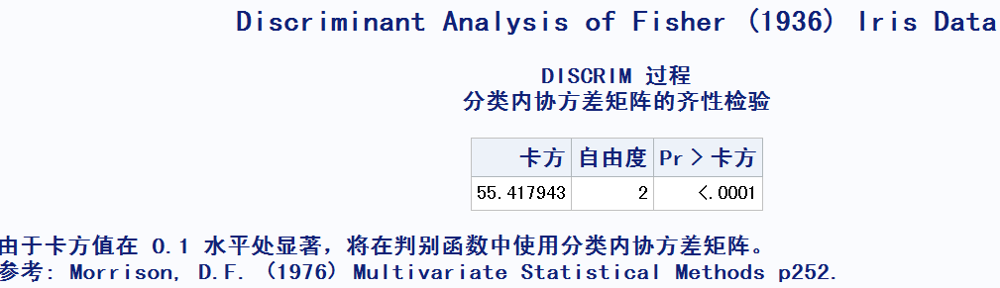 Discriminant Analysis of Fisher (1936) Iris Data
DISCRIM 过程
分类内协方差矩阵的齐性检验
卡方 自由度 Pr > 卡方
55.417943 2 <.0001
由于卡方值在 0.1 水平处显著，将在判别函数中使用分类内协方差矩阵。
参考: Morrison, D.F. (1976) Multivariate Statistical Methods p252.